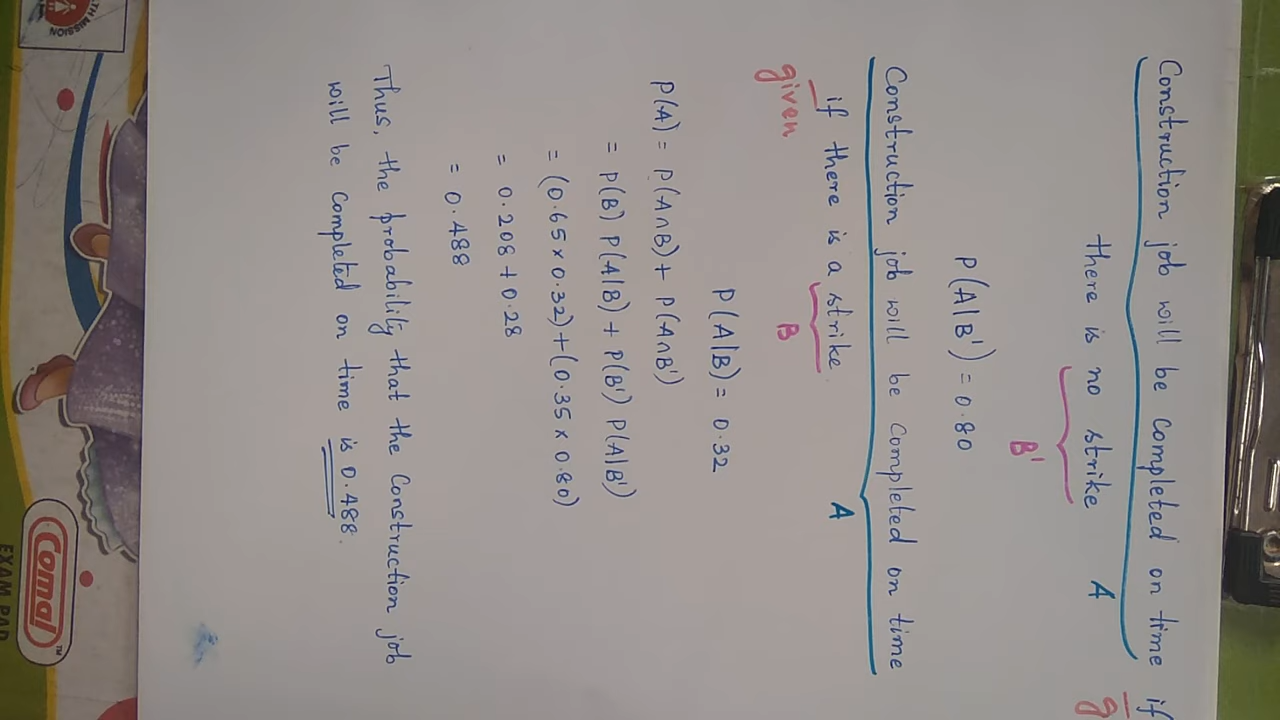 Construction job will be completed on time if
there is no strike A
B'
P(A|B') = 0.80
Construction job will be completed on time
A
if there is a strike.
given B
P(A|B) = 0.32
P(A) = P(A∩B) + P(A∩B')
= P(B) P(A|B) + P(B') P(A|B')
= (0.65 × 0.32) + (0.35 × 0.80)
= 0.208 + 0.28
= 0.488
Thus, the probability that the Construction job
will be completed on time is 0.488.
MISSION
Comal
TM
EXAM PAD